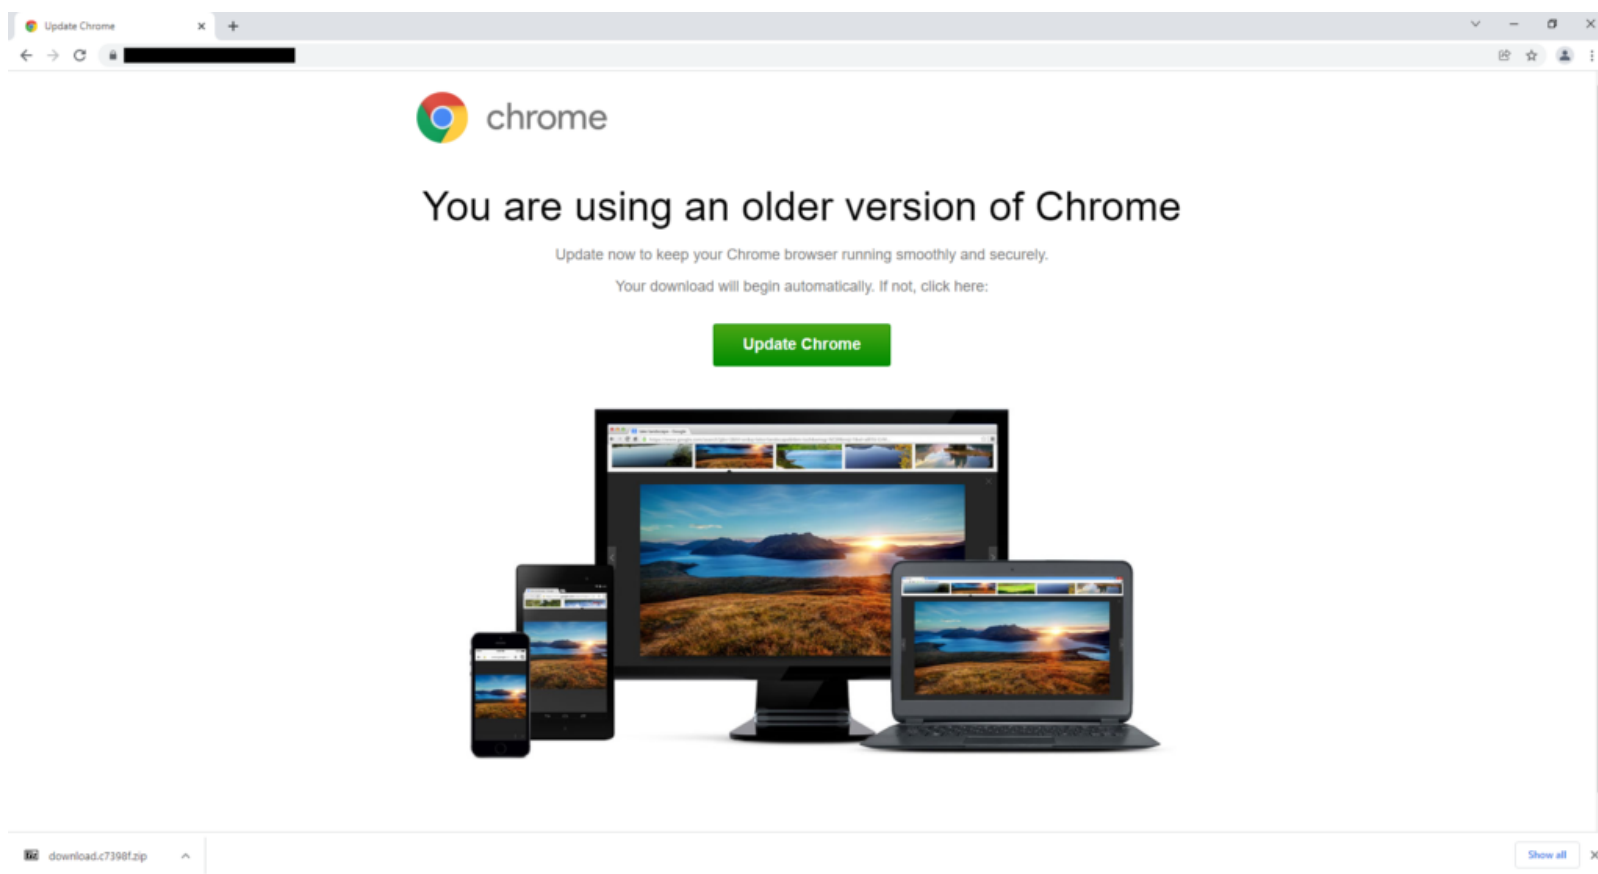 Update Chrome
chrome
You are using an older version of Chrome
Update now to keep your Chrome browser running smoothly and securely.
Your download will begin automatically. If not, click here:
Update Chrome
download.c7398f.zip
Show all